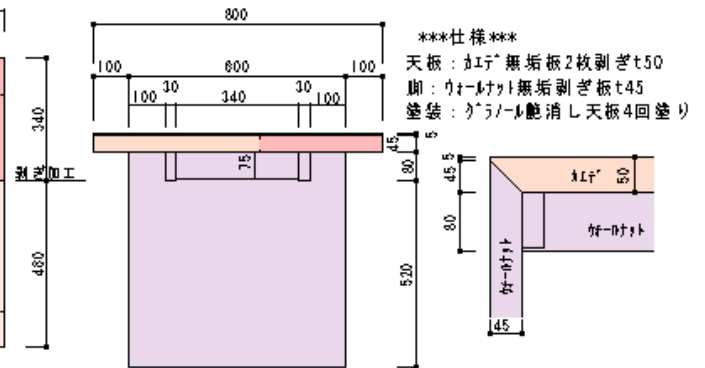 800
***仕様***
天板：ｶｴﾃﾞ無垢板2枚剥ぎt50
脚：ｳｫｰﾙﾅｯﾄ無垢剥ぎ板t45
塗装：ｸﾞﾗﾉｰﾙ艶消し天板4回塗り
100 600 100
100 30 340 30 100
340
剥ぎ加工
480
75
45 5
80
520
45 5
80
ｶｴﾃﾞ 50
ｳｫｰﾙﾅｯﾄ
ｳｫｰﾙﾅｯﾄ
45